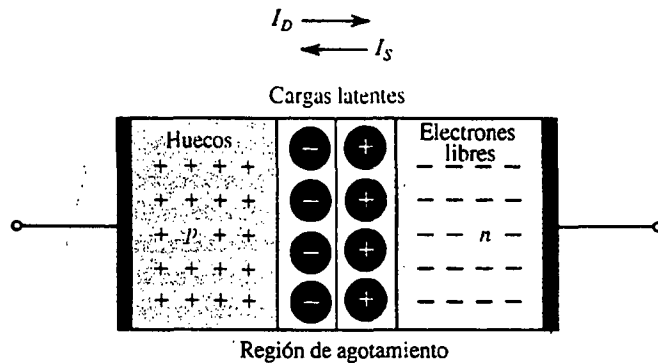 I_D
I_S
Cargas latentes
Huecos
Electrones
libres
+ + + +
+ + + +
+ p + +
+ + + +
+ + + +
− +
− +
− +
− +
− − − −
− − − −
− − n −
− − − −
− − − −
Región de agotamiento